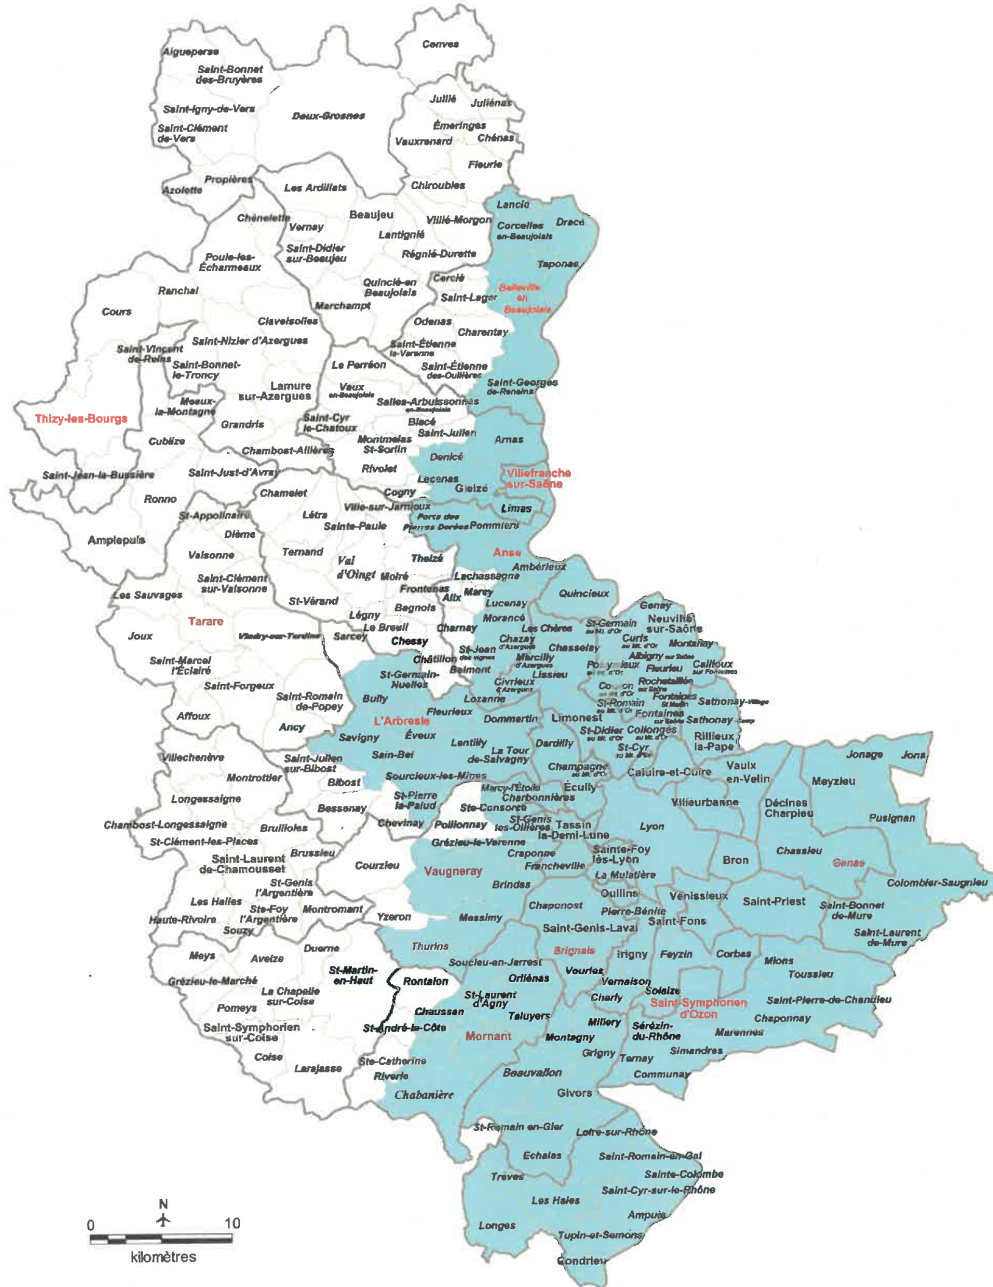 Cenves
Aigueperse
Saint-Bonnet
des-Bruyères
Saint-Igny-de-Vers
Saint-Clément
de-Vers
Deux-Grosnes
Jullié
Juliénas
Émeringes
Vauxrenard
Chénas
Fleurie
Propières
Azolette
Les Ardillats
Chiroubles
Lancié
Chénelette
Beaujeu
Vernay
Villié-Morgon
Corcelles
en-Beaujolais
Dracé
Lantignié
Saint-Didier
sur-Beaujeu
Régnié-Durette
Poule-les-
Écharmeaux
Taponas
Ranchal
Quincié-en
Beaujolais
Cercié
Saint-Lager
Belleville
en
Beaujolais
Cours
Marchampt
Clavelsolles
Odenas
Charentay
Saint-Vincent
de-Reins
Saint-Nizier d'Azergues
Saint-Étienne
la-Varenne
Saint-Bonnet-
le-Troncy
Le Perréon
Saint-Étienne
des-Oullières
Vaux
en-Beaujolais
Saint-Georges
de-Reneins
Lamure
sur-Azergues
Meaux-
la-Montagne
Salles-Arbuissonnas
en-Beaujolais
Thizy-les-Bourgs
Grandris
Saint-Cyr
le-Chatoux
Blacé
Saint-Julien
Cublize
Montmelas
St-Sorlin
Arnas
Chambost-Allières
Denicé
Saint-Jean-la-Bussière
Saint-Just-d'Avray
Rivolet
Lacenas
Gleizé
Villefranche
sur-Saône
Ronno
Chamelet
Cogny
Ville-sur-Jarnioux
Limas
St-Appolinaire
Létra
Sainte-Paule
Porte des
Pierres Dorées
Pommiers
Amplepuis
Dième
Valsonne
Ternand
Val
d'Oingt
Theizé
Anse
Moiré
Ambérieux
Saint-Clément
sur-Valsonne
Frontenas
Lachassagne
Alix
Marcy
Les Sauvages
St-Vérand
Bagnols
Lucenay
Quincieux
Légny
Morancé
Genay
Tarare
Le Breuil
Charnay
Les Chères
St-Germain
au Mt. d'Or
Neuville
sur-Saône
Joux
Vindry-sur-Turdine
Sarcey
Chessy
Chazay
d'Azergues
Chasselay
Curis
au Mt. d'Or
Montanay
St-Jean
des vignes
Albigny sur Saône
Saint-Marcel
l'Éclairé
Châtillon
Belmont
Marcilly
d'Azergues
Fleurieu
Cailloux
sur Fontaines
Saint-Forgeux
St-Germain-
Nuelles
Civrieux
d'Azergues
Lissieu
Rochetaillée
sur Saône
Saint-Romain
de-Popey
Bully
Lozanne
au Mt. d'Or
Fontaines
St Martin
Sathonay-Village
Affoux
Ancy
L'Arbresle
Fleurieux
Dommartin
Limonest
St-Romain
au Mt. d'Or
Fontaines
sur Saône
Sathonay-Camp
Savigny
Éveux
St-Didier
au Mt. d'Or
Collonges
au Mt. d'Or
Rillieux
la-Pape
Villechenève
Saint-Julien
sur-Bibost
Sain-Bel
Lentilly
La Tour
de-Salvagny
Dardilly
St-Cyr
au Mt. d'Or
Jonage
Jons
Montrottier
Bibost
Sourcieux-les-Mines
Champagne
au Mt. d'Or
Caluire-et-Cuire
Vaulx
en-Velin
Meyzieu
Longessaigne
Bessenay
St-Pierre
la-Palud
Marcy-l'Étoile
Charbonnières
Écully
Ste-Consorce
Villeurbanne
Décines
Charpieu
Pusignan
Chambost-Longessaigne
Brullioles
Chevinay
Pollionnay
St-Genis
les-Ollières
Tassin
la-Demi-Lune
Lyon
St-Clément-les-Places
Brussieu
Grézieu-la-Varenne
Sainte-Foy
lès-Lyon
Chassieu
Saint-Laurent
de-Chamousset
Courzieu
Vaugneray
Craponne
Francheville
Bron
Genas
La Mulatière
St-Genis
l'Argentière
Brindas
Oullins
Vénissieux
Colombier-Saugnieu
Les Halles
Ste-Foy
l'Argentière
Montromant
Chaponost
Pierre-Bénite
Saint-Priest
Saint-Bonnet
de-Mure
Haute-Rivoire
Souzy
Yzeron
Messimy
Saint-Genis-Laval
Saint-Fons
Saint-Laurent
de-Mure
Meys
Duerne
Thurins
Brignais
Irigny
Feyzin
Corbas
Mions
Aveize
Soucieu-en-Jarrest
Toussieu
Grézieu-le-Marché
St-Martin-
en-Haut
Rontalon
Orliénas
Vourles
Vernaison
Solaize
La Chapelle
sur-Coise
St-Laurent
d'Agny
Charly
Saint-Symphorien
d'Ozon
Saint-Pierre-de-Chandieu
Pomeys
Chaussan
Taluyers
Chaponnay
Saint-Symphorien
sur-Coise
St-André-la-Côte
Mornant
Millery
Sérézin-
du-Rhône
Marennes
Montagny
Coise
Grigny
Ternay
Simandres
Larajasse
Ste-Catherine
Riverie
Beauvallon
Communay
Chabanière
Givors
St-Romain en-Gier
Loire-sur-Rhône
Échalas
Saint-Romain-en-Gal
Trèves
Sainte-Colombe
Les Haies
Saint-Cyr-sur-le-Rhône
Longes
Ampuis
Tupin-et-Semons
Condrieu
N
0 10
kilomètres